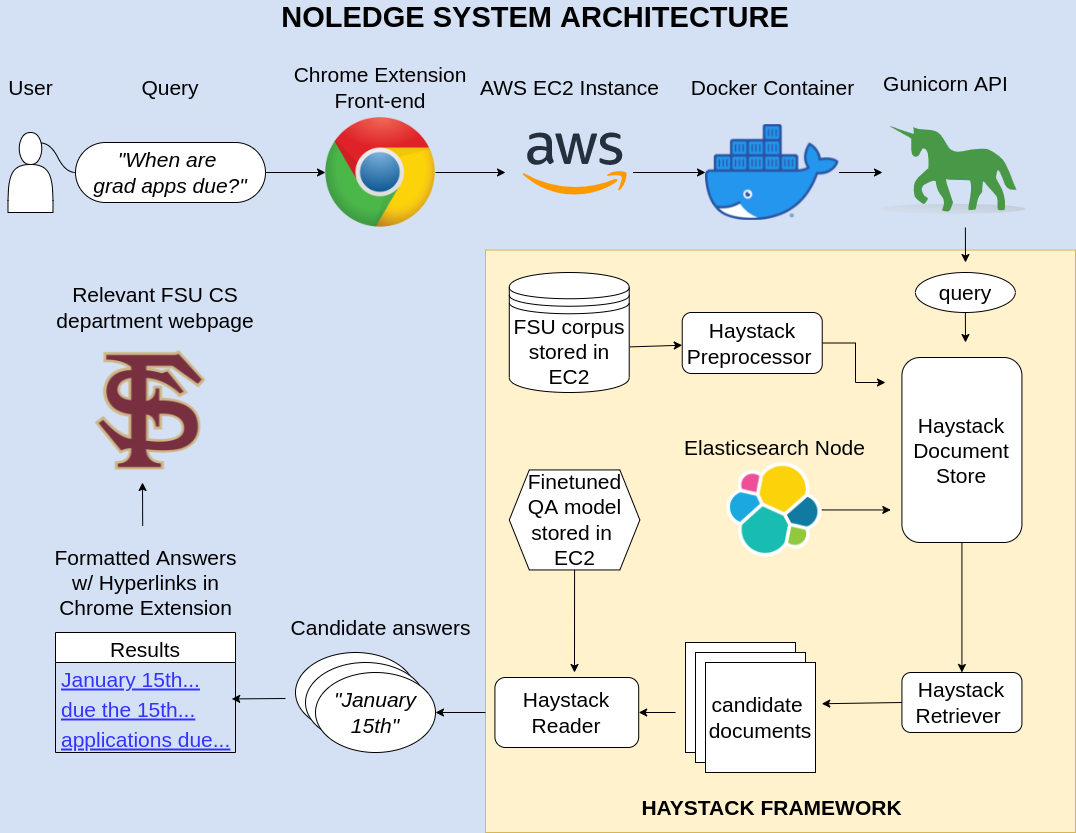 NOLEDGE SYSTEM ARCHITECTURE
User
Query
Chrome Extension
Front-end
AWS EC2 Instance
Docker Container
Gunicorn API
"When are
grad apps due?"
aws
query
FSU corpus
stored in
EC2
Haystack
Preprocessor
Haystack
Document
Store
Elasticsearch Node
Finetuned
QA model
stored in
EC2
Haystack
Retriever
candidate
documents
Haystack
Reader
HAYSTACK FRAMEWORK
Candidate answers
"January
15th"
Formatted Answers
w/ Hyperlinks in
Chrome Extension
Results
January 15th...
due the 15th...
applications due...
Relevant FSU CS
department webpage
FS